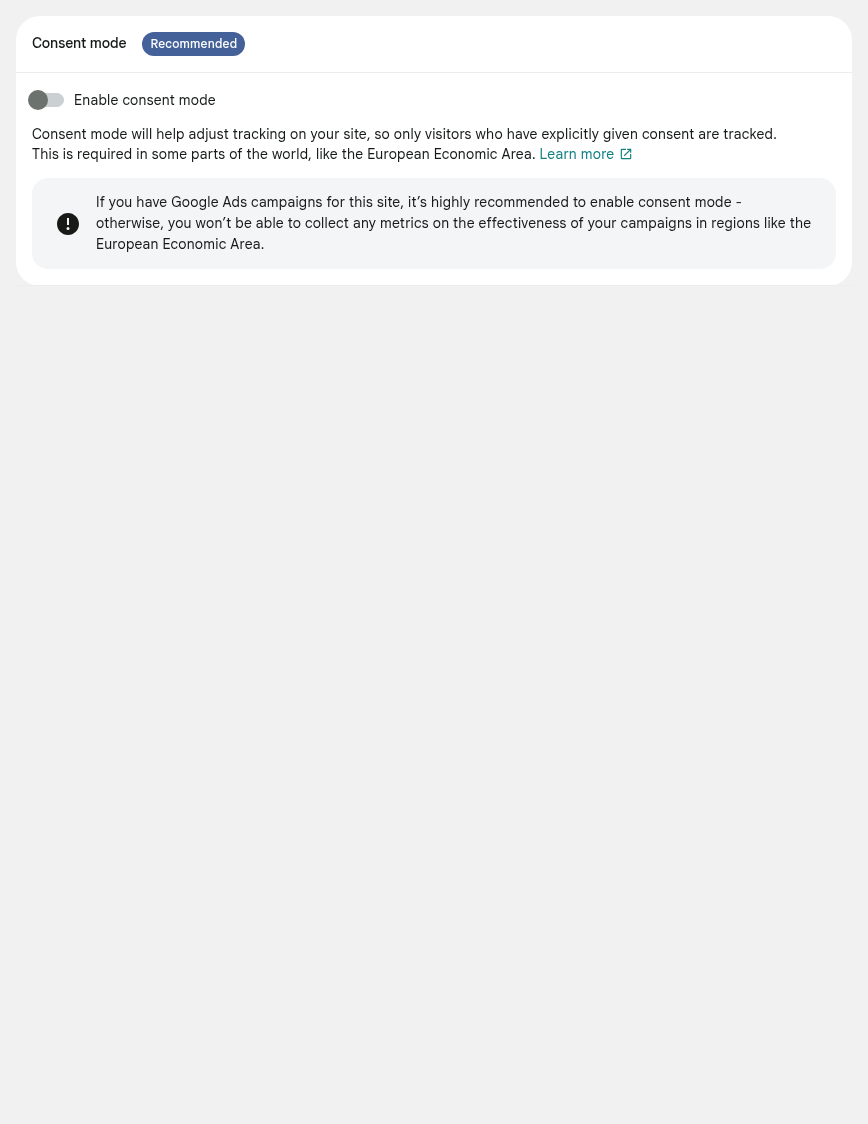 Consent mode Recommended
Enable consent mode
Consent mode will help adjust tracking on your site, so only visitors who have explicitly given consent are tracked.
This is required in some parts of the world, like the European Economic Area. Learn more
If you have Google Ads campaigns for this site, it’s highly recommended to enable consent mode -
otherwise, you won’t be able to collect any metrics on the effectiveness of your campaigns in regions like the
European Economic Area.